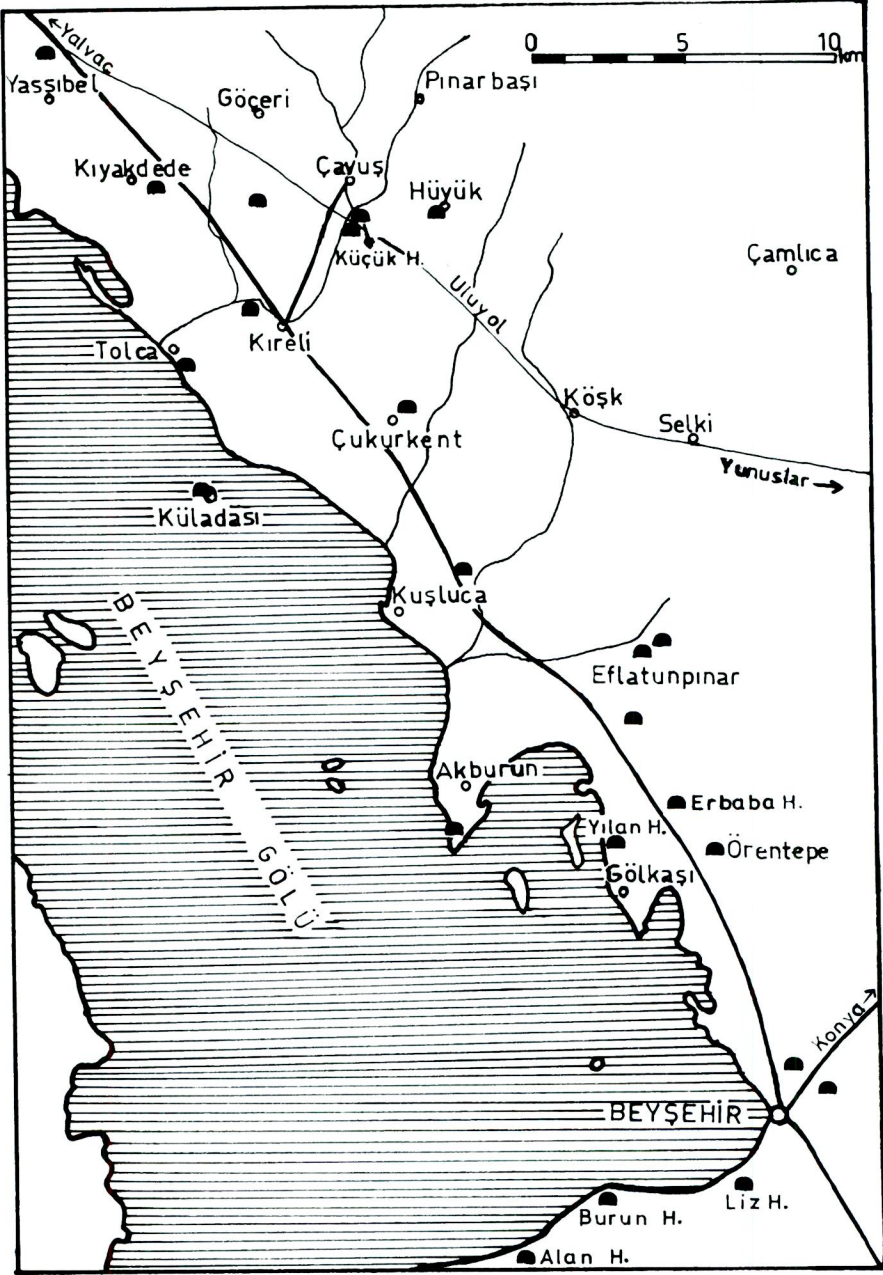 ←Yalvaç
0 5 10 km
Yassıbel
Göçeri
Pınarbaşı
Kıyakdede
Çavuş
Hüyük
Küçük H.
Çamlıca
Uluyol
Tolca
Kıreli
Köşk
Selki
Çukurkent
Yunuslar →
Küladası
Kuşluca
BEYŞEHİR GÖLÜ
Eflatunpınar
Akburun
Erbaba H.
Yılan H.
Örentepe
Gölkaşı
Konya→
BEYŞEHİR
Liz H.
Burun H.
Alan H.